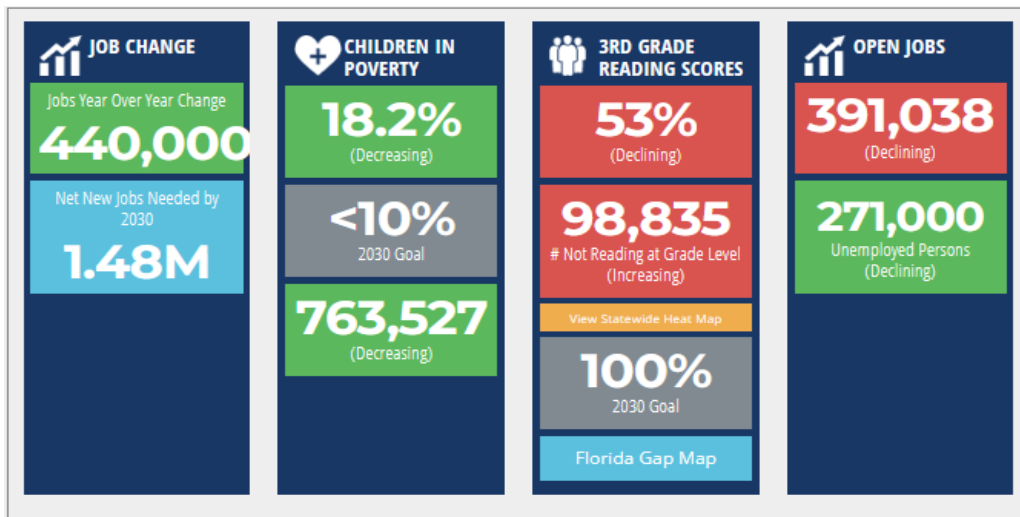 JOB CHANGE
Jobs Year Over Year Change
440,000
Net New Jobs Needed by
2030
1.48M
CHILDREN IN
POVERTY
18.2%
(Decreasing)
<10%
2030 Goal
763,527
(Decreasing)
3RD GRADE
READING SCORES
53%
(Declining)
98,835
# Not Reading at Grade Level
(Increasing)
View Statewide Heat Map
100%
2030 Goal
Florida Gap Map
OPEN JOBS
391,038
(Declining)
271,000
Unemployed Persons
(Declining)